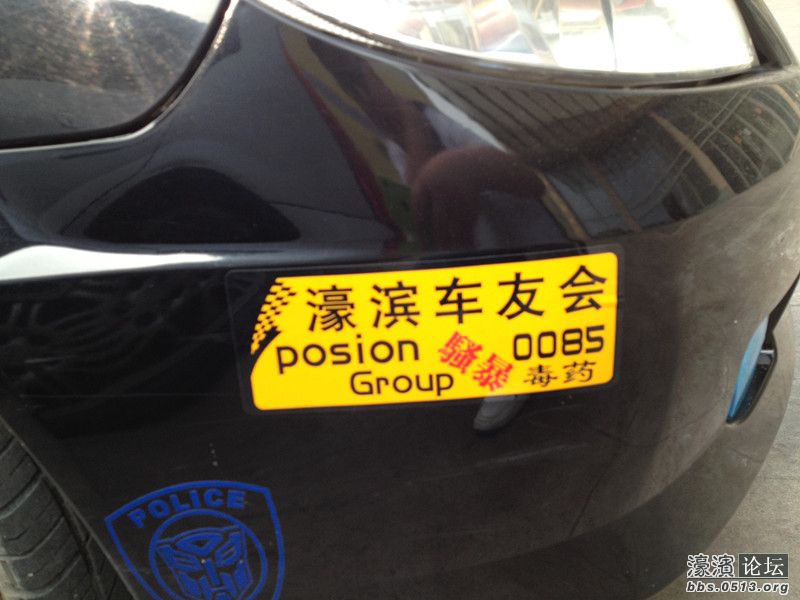 濠滨车友会
posion 骚暴 0085
Group 毒药
POLICE
濠濱论坛
bbs.0513.org